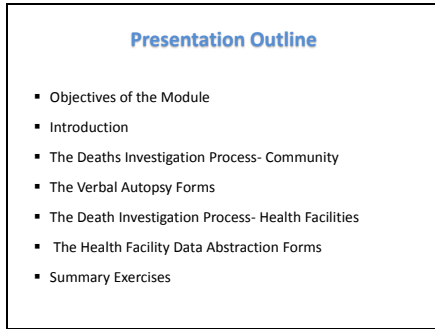 Presentation Outline
▪ Objectives of the Module
▪ Introduction
▪ The Deaths Investigation Process- Community
▪ The Verbal Autopsy Forms
▪ The Death Investigation Process- Health Facilities
▪ The Health Facility Data Abstraction Forms
▪ Summary Exercises